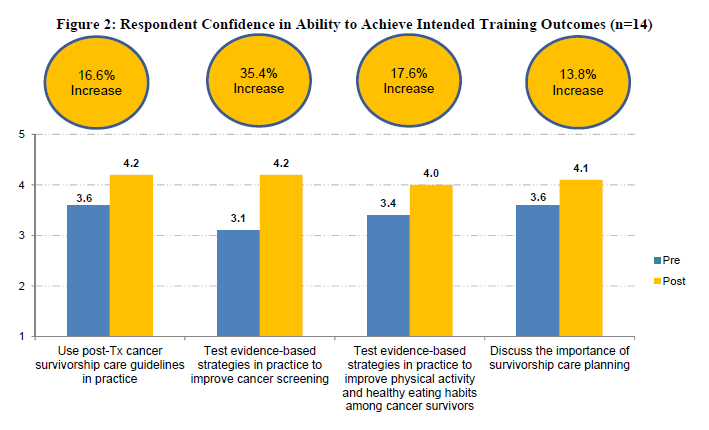 Figure 2: Respondent Confidence in Ability to Achieve Intended Training Outcomes (n=14)
16.6%
Increase
35.4%
Increase
17.6%
Increase
13.8%
Increase
5
4
3
2
1
3.6
4.2
3.1
4.2
3.4
4.0
3.6
4.1
Pre
Post
Use post-Tx cancer
survivorship care guidelines
in practice
Test evidence-based
strategies in practice to
improve cancer screening
Test evidence-based
strategies in practice to
improve physical activity
and healthy eating habits
among cancer survivors
Discuss the importance of
survivorship care planning